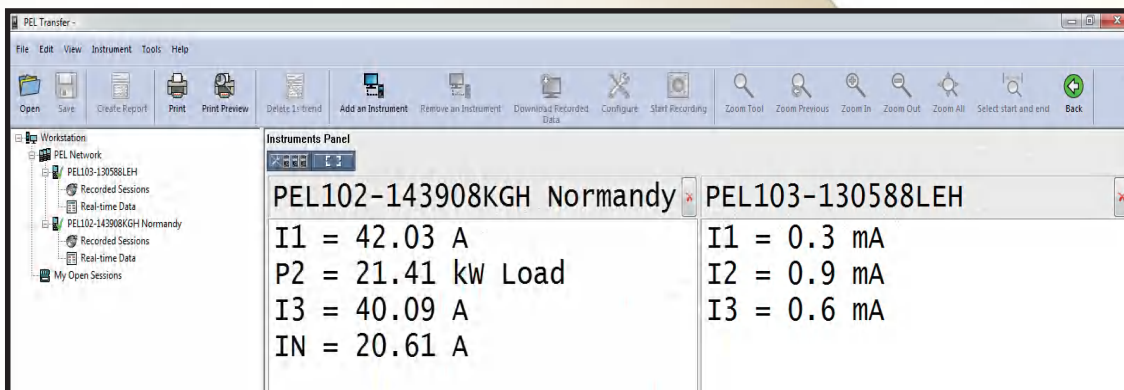 PEL Transfer -
File Edit View Instrument Tools Help
Open Save Create Report Print Print Preview Delete 1s trend Add an Instrument Remove an Instrument Download Recorded Data Configure Start Recording Zoom Tool Zoom Previous Zoom In Zoom Out Zoom All Select start and end Back
Workstation
PEL Network
PEL103-130588LEH
Recorded Sessions
Real-time Data
PEL102-143908KGH Normandy
Recorded Sessions
Real-time Data
My Open Sessions
Instruments Panel
PEL102-143908KGH Normandy
I1 = 42.03 A
P2 = 21.41 kW Load
I3 = 40.09 A
IN = 20.61 A
PEL103-130588LEH
I1 = 0.3 mA
I2 = 0.9 mA
I3 = 0.6 mA